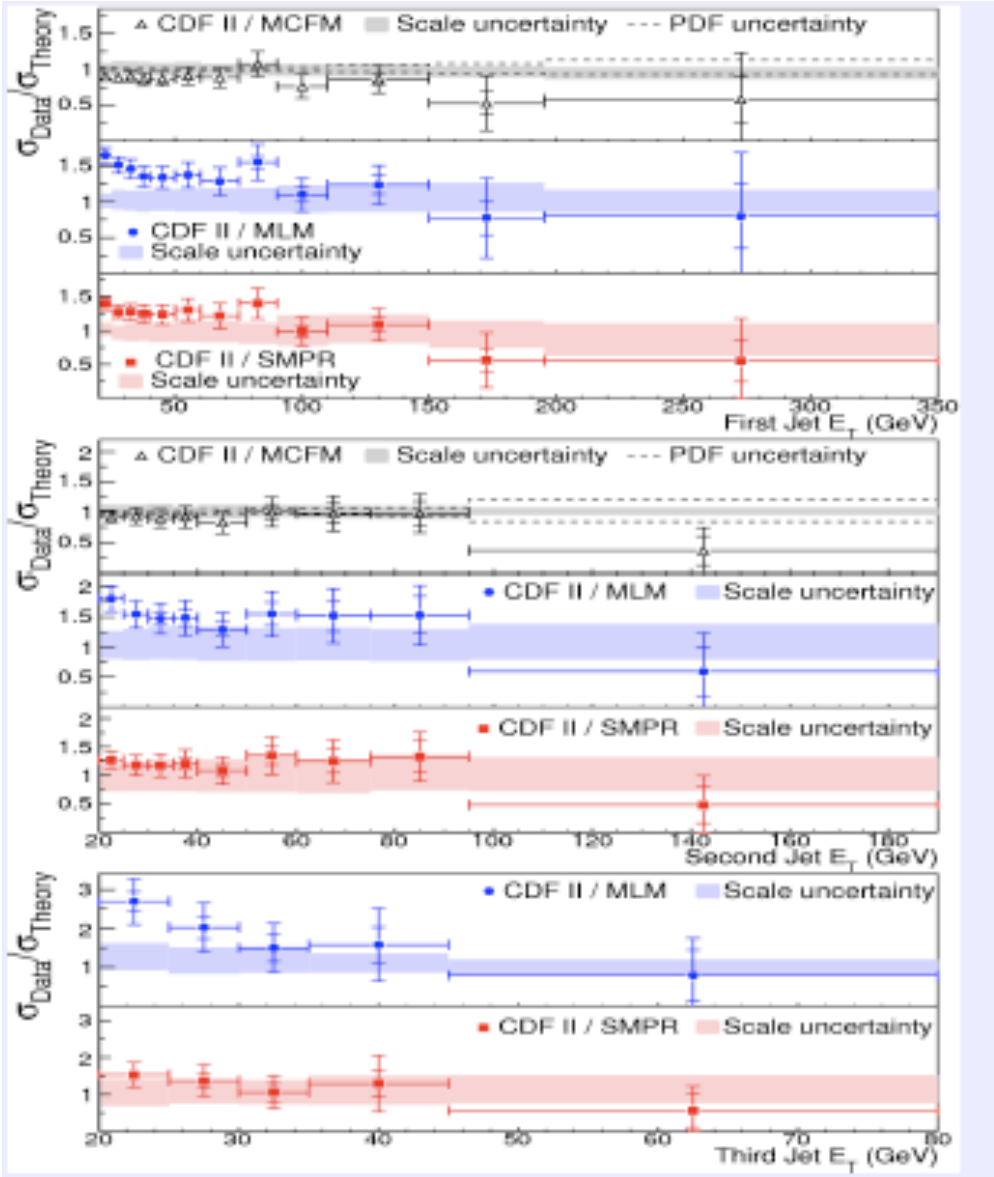 σData/σTheory
1.5
1
0.5
CDF II / MCFM Scale uncertainty PDF uncertainty
1.5
1
0.5
CDF II / MLM
Scale uncertainty
1.5
1
0.5
CDF II / SMPR
Scale uncertainty
50 100 150 200 250 300 350
First Jet E_T (GeV)
σData/σTheory
2
1.5
1
0.5
CDF II / MCFM Scale uncertainty PDF uncertainty
2
1.5
1
0.5
CDF II / MLM Scale uncertainty
2
1.5
1
0.5
CDF II / SMPR Scale uncertainty
20 40 60 80 100 120 140 160 180
Second Jet E_T (GeV)
σData/σTheory
3
2
1
CDF II / MLM Scale uncertainty
3
2
1
CDF II / SMPR Scale uncertainty
20 30 40 50 60 70 80
Third Jet E_T (GeV)